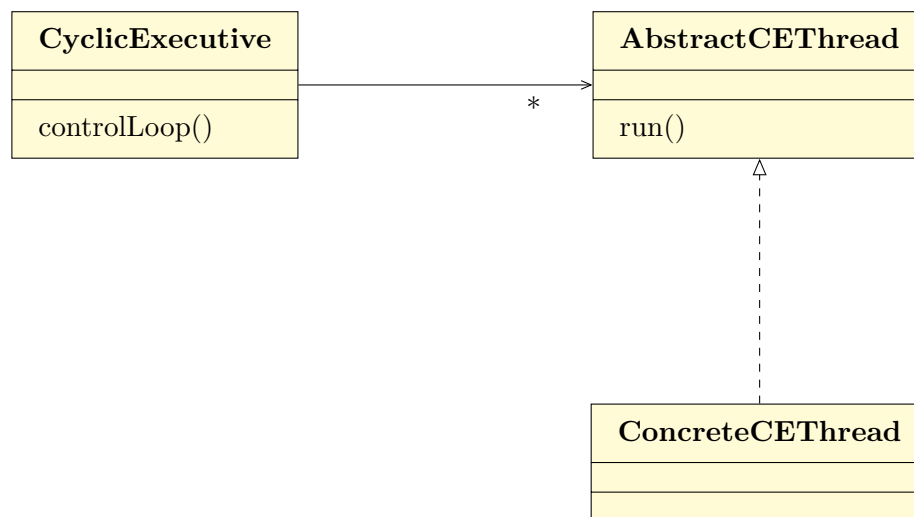 CyclicExecutive
AbstractCEThread
*
controlLoop()
run()
ConcreteCEThread